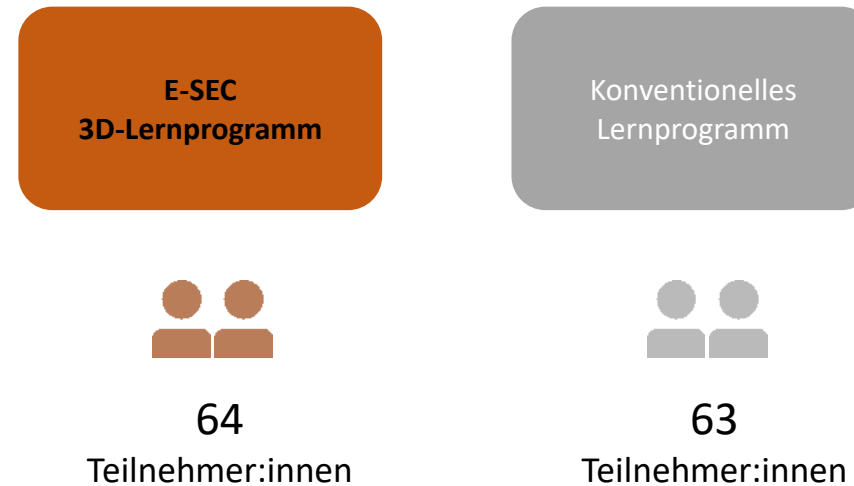 E-SEC
3D-Lernprogramm
Konventionelles
Lernprogramm
64
Teilnehmer:innen
63
Teilnehmer:innen